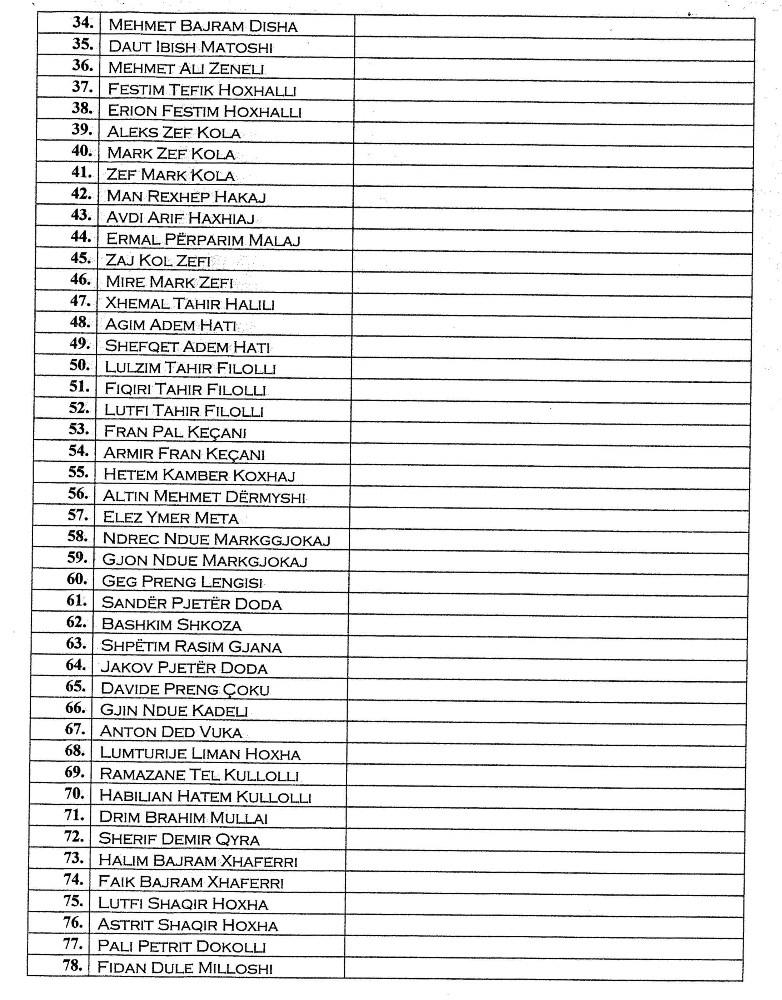 34. MEHMET BAJRAM DISHA
35. DAUT IBISH MATOSHI
36. MEHMET ALI ZENELI
37. FESTIM TEFIK HOXHALLI
38. ERION FESTIM HOXHALLI
39. ALEKS ZEF KOLA
40. MARK ZEF KOLA
41. ZEF MARK KOLA
42. MAN REXHEP HAKAJ
43. AVDI ARIF HAXHIAJ
44. ERMAL PËRPARIM MALAJ
45. ZAJ KOL ZEFI
46. MIRE MARK ZEFI
47. XHEMAL TAHIR HALILI
48. AGIM ADEM HATI
49. SHEFQET ADEM HATI
50. LULZIM TAHIR FILOLLI
51. FIQIRI TAHIR FILOLLI
52. LUTFI TAHIR FILOLLI
53. FRAN PAL KEÇANI
54. ARMIR FRAN KEÇANI
55. HETEM KAMBER KOXHAJ
56. ALTIN MEHMET DËRMYSHI
57. ELEZ YMER META
58. NDREC NDUE MARKGGJOKAJ
59. GJON NDUE MARKGJOKAJ
60. GEG PRENG LENGISI
61. SANDËR PJETËR DODA
62. BASHKIM SHKOZA
63. SHPËTIM RASIM GJANA
64. JAKOV PJETËR DODA
65. DAVIDE PRENG ÇOKU
66. GJIN NDUE KADELI
67. ANTON DED VUKA
68. LUMTURIJE LIMAN HOXHA
69. RAMAZANE TEL KULLOLLI
70. HABILIAN HATEM KULLOLLI
71. DRIM BRAHIM MULLAI
72. SHERIF DEMIR QYRA
73. HALIM BAJRAM XHAFERRI
74. FAIK BAJRAM XHAFERRI
75. LUTFI SHAQIR HOXHA
76. ASTRIT SHAQIR HOXHA
77. PALI PETRIT DOKOLLI
78. FIDAN DULE MILLOSHI